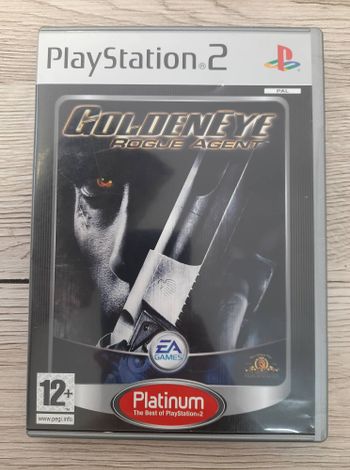 PlayStation®2
PAL
GOLDENEYE
ROGUE AGENT
EA
GAMES
12+
www.pegi.info
Platinum
The Best of PlayStation®2